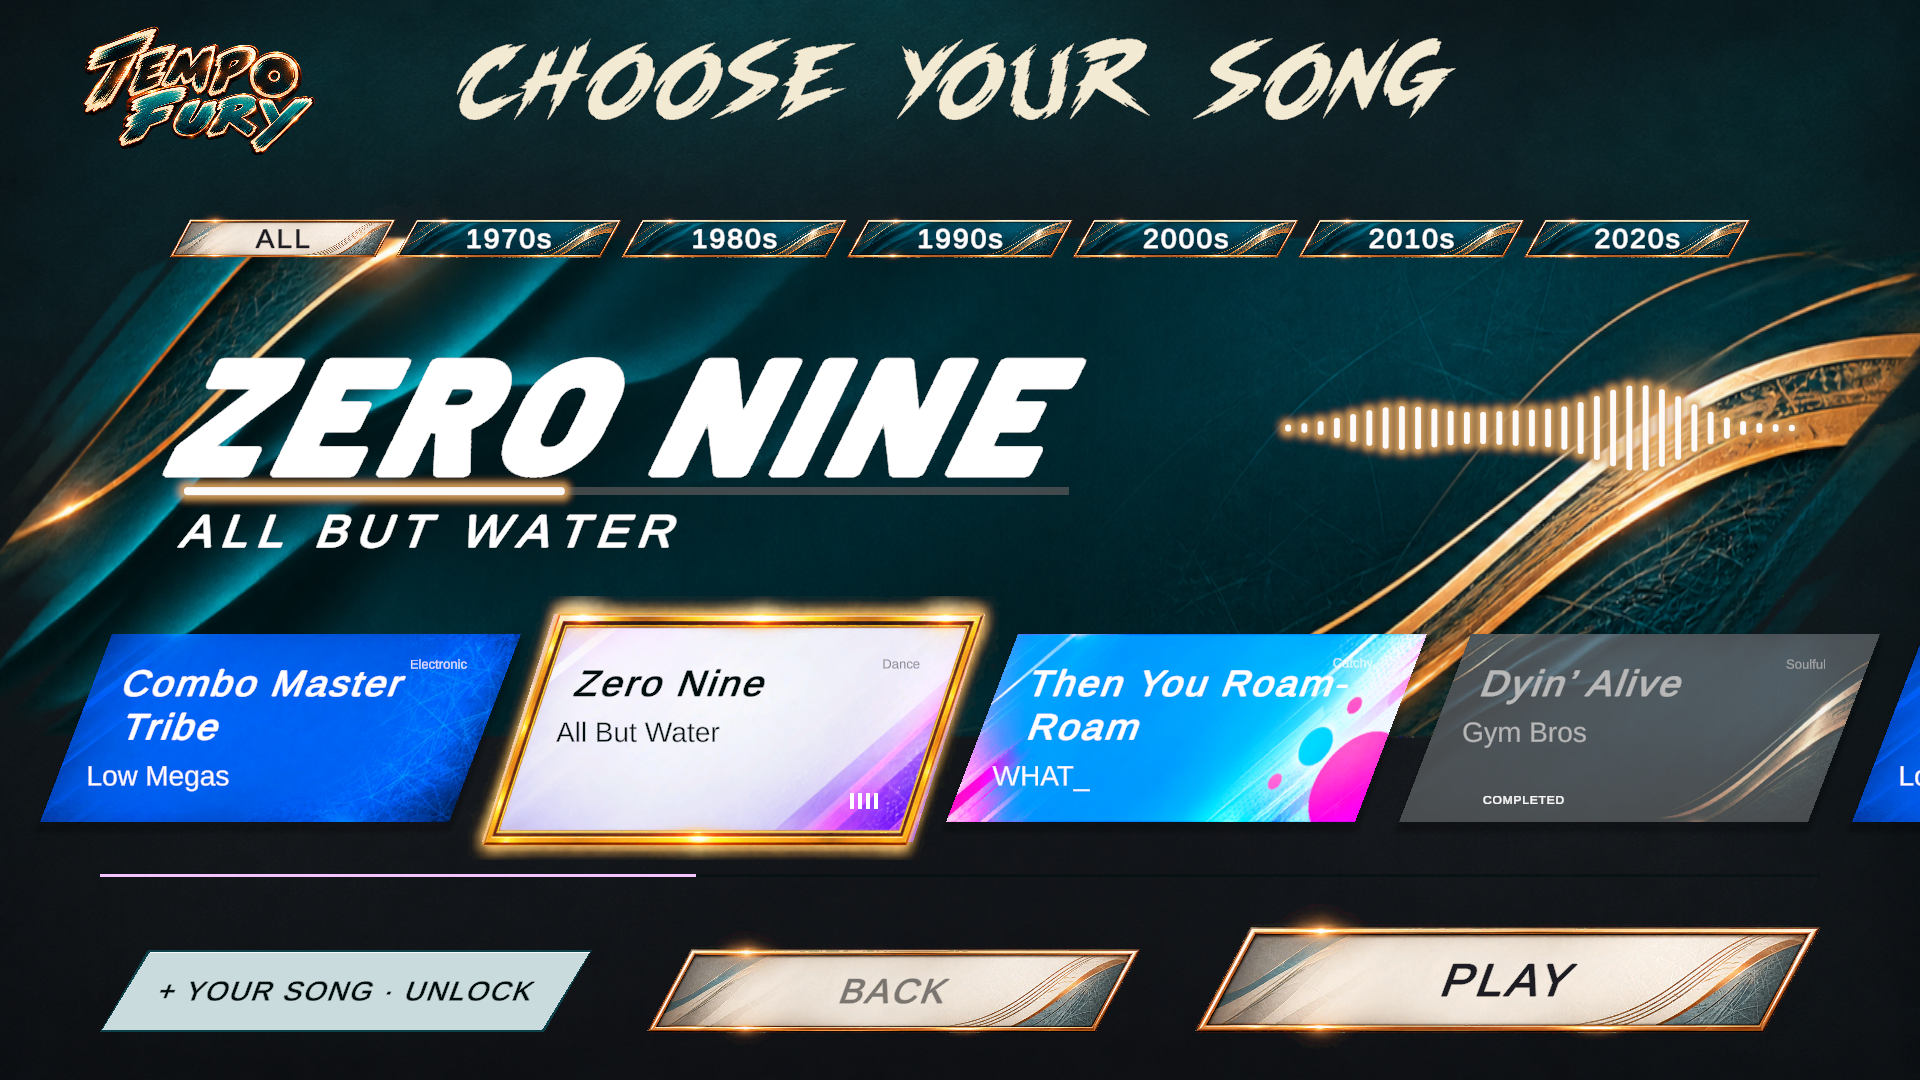 TEMPO
FURY
CHOOSE YOUR SONG
ALL
1970s
1980s
1990s
2000s
2010s
2020s
ZERO NINE
ALL BUT WATER
Combo Master
Tribe
Electronic
Low Megas
Zero Nine
Dance
All But Water
Then You Roam-
Roam
Catchy
WHAT_
Dyin’ Alive
Soulful
Gym Bros
COMPLETED
+ YOUR SONG · UNLOCK
BACK
PLAY